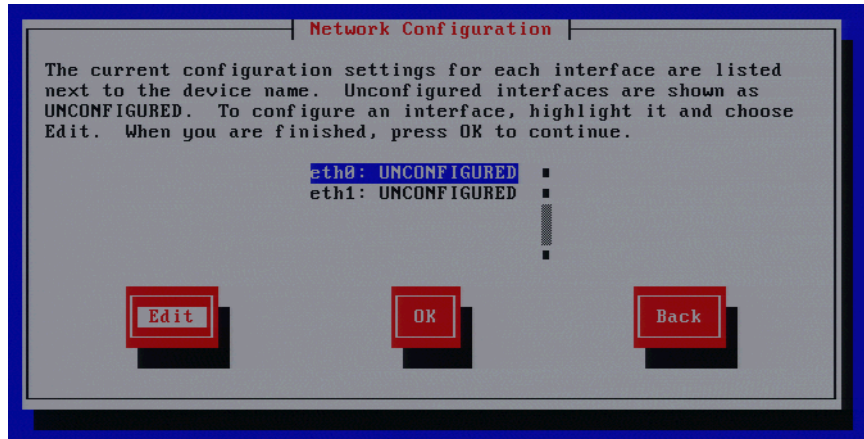 Network Configuration
The current configuration settings for each interface are listed
next to the device name.  Unconfigured interfaces are shown as
UNCONFIGURED.  To configure an interface, highlight it and choose
Edit.  When you are finished, press OK to continue.
eth0: UNCONFIGURED
eth1: UNCONFIGURED
Edit OK Back